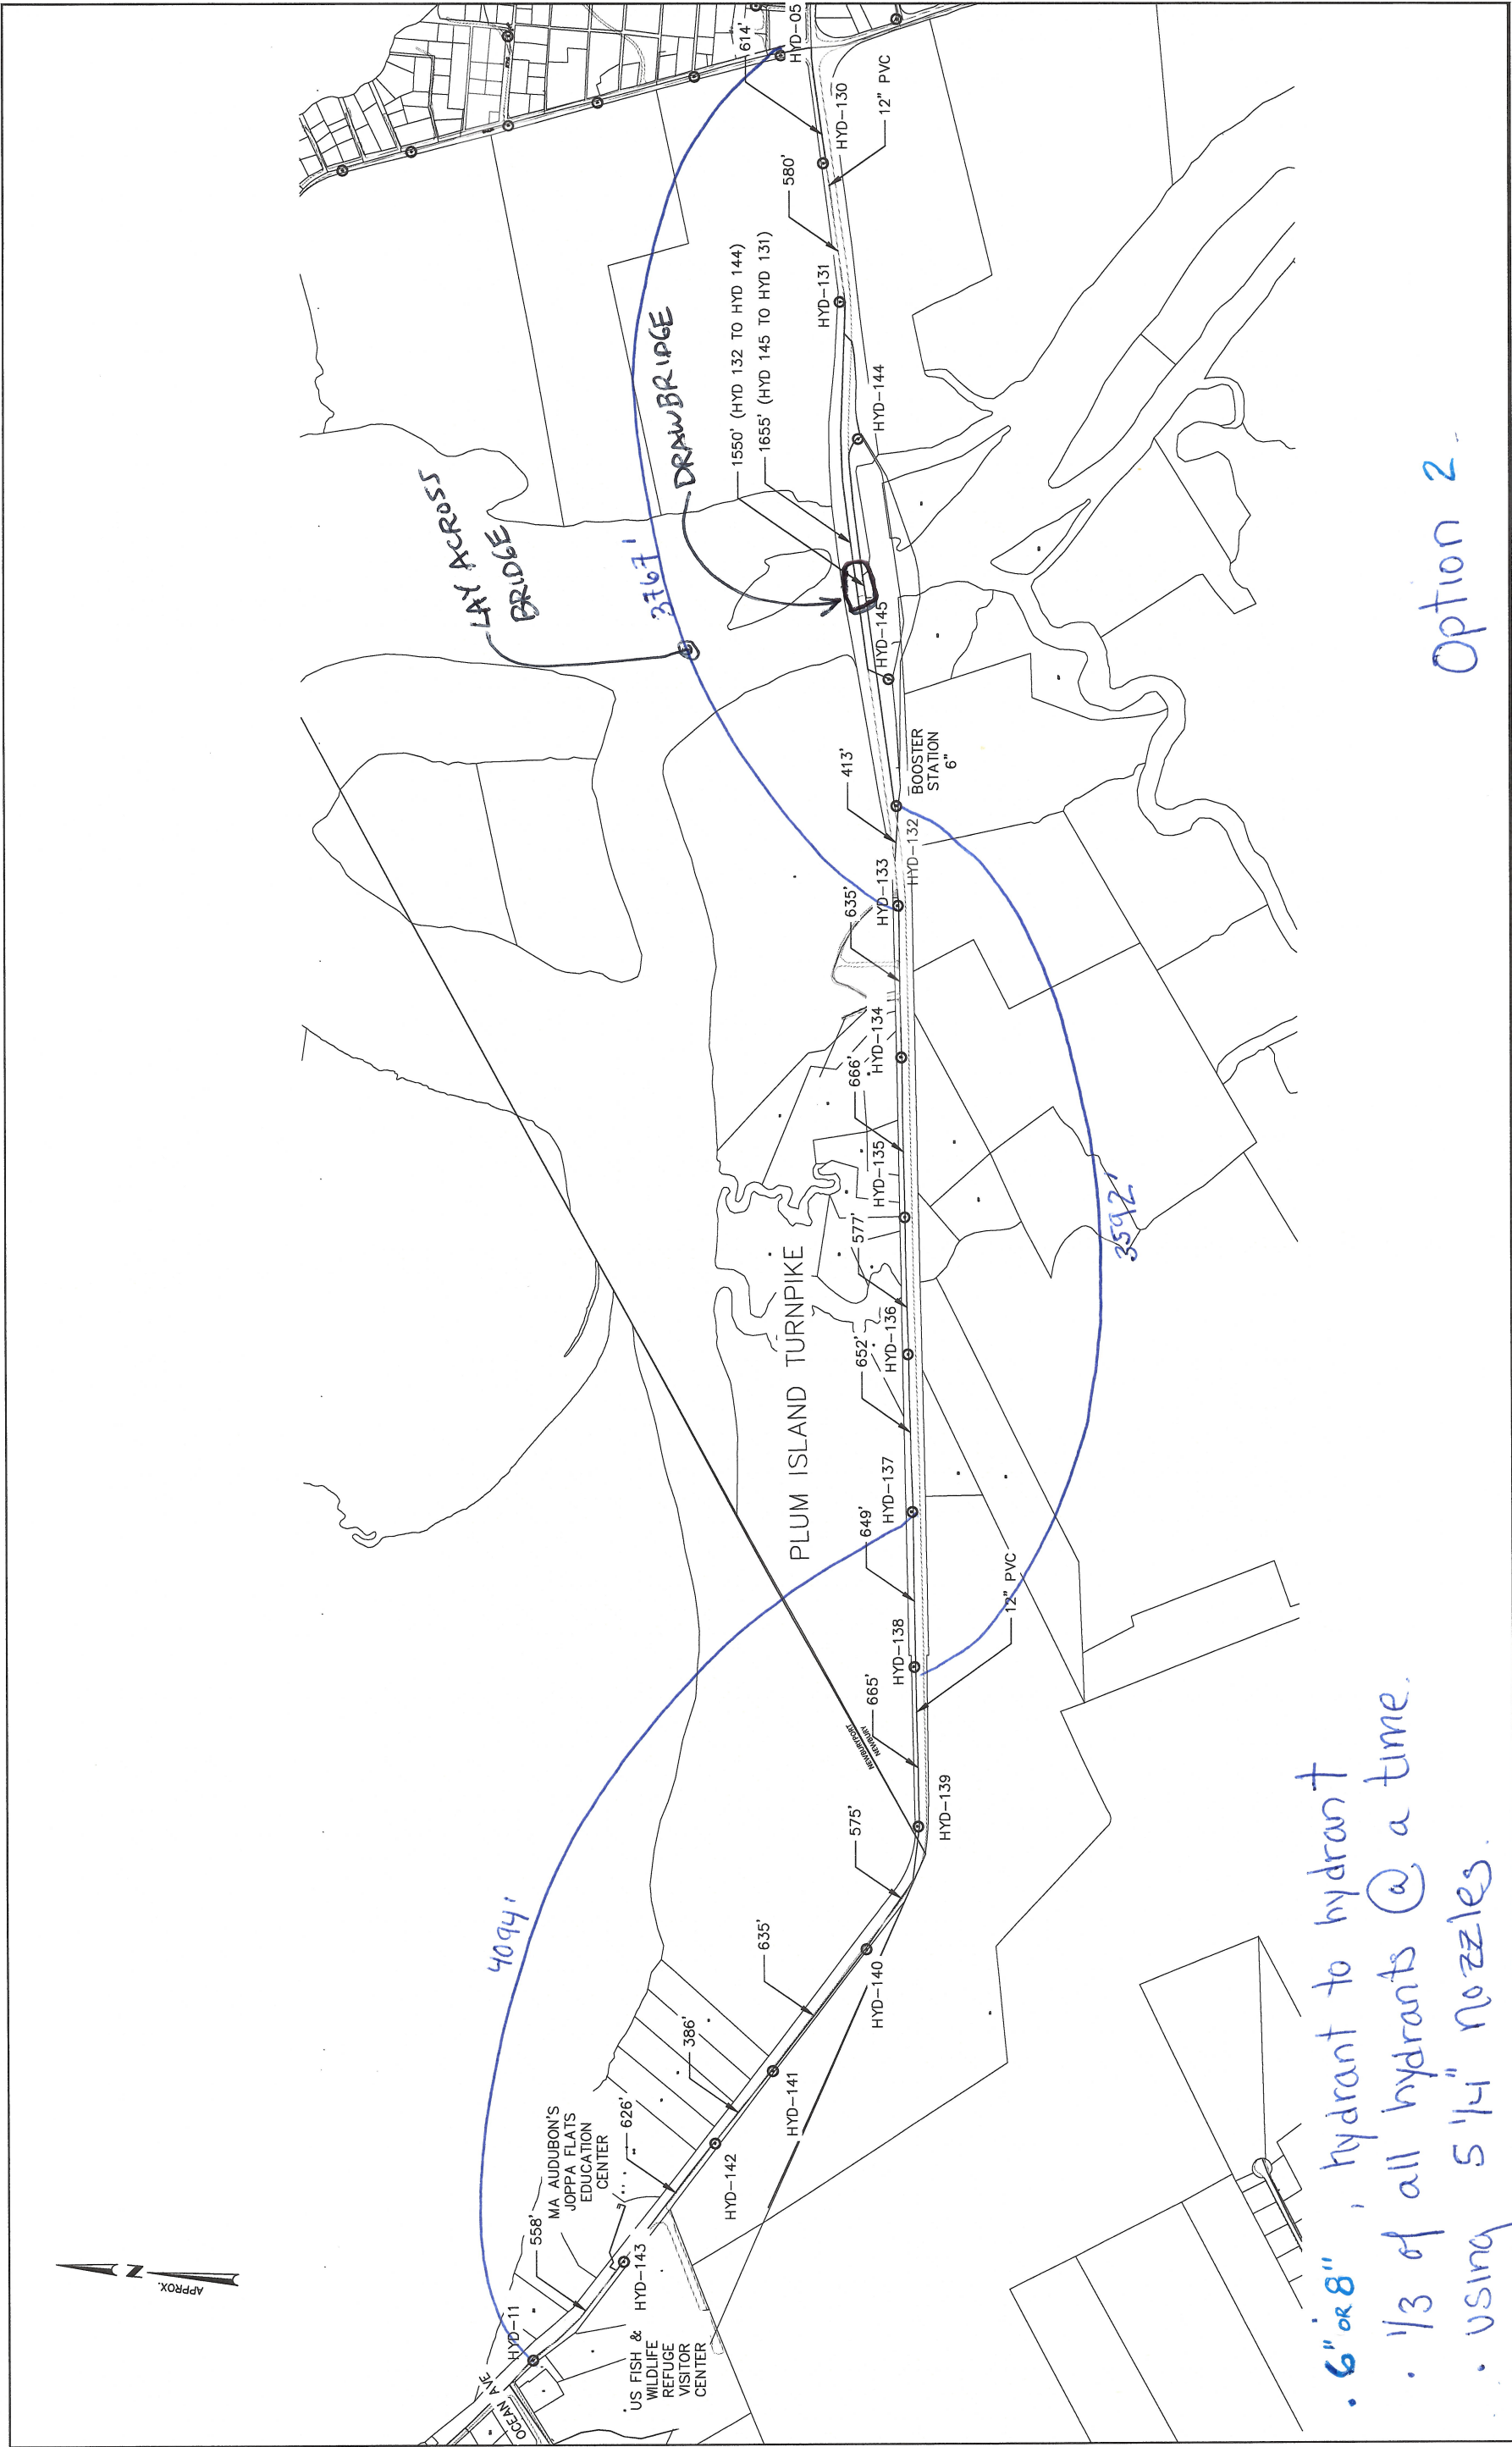 APPROX.
N
OCEAN AVE
HYD-11
558'
MA AUDUBON'S
JOPPA FLATS
EDUCATION
CENTER
US FISH &
WILDLIFE
REFUGE
VISITOR
CENTER
HYD-143
626'
HYD-142
386'
HYD-141
635'
HYD-140
575'
HYD-139
4094'
NEWBURYPORT
NEWBURY
665'
HYD-138
12" PVC
649'
HYD-137
PLUM ISLAND TURNPIKE
652'
HYD-136
577'
HYD-135
666'
HYD-134
635'
HYD-133
3592'
413'
HYD-132
BOOSTER
STATION
6"
HYD-145
LAY ACROSS
BRIDGE
3767'
DRAWBRIDGE
1550' (HYD 132 TO HYD 144)
1655' (HYD 145 TO HYD 131)
HYD-144
HYD-131
580'
HYD-130
12" PVC
614'
HYD-05
• 6" OR 8", hydrant to hydrant
• 1/3 of all hydrants @ a time.
• using 5 1/4" nozzles.
Option 2